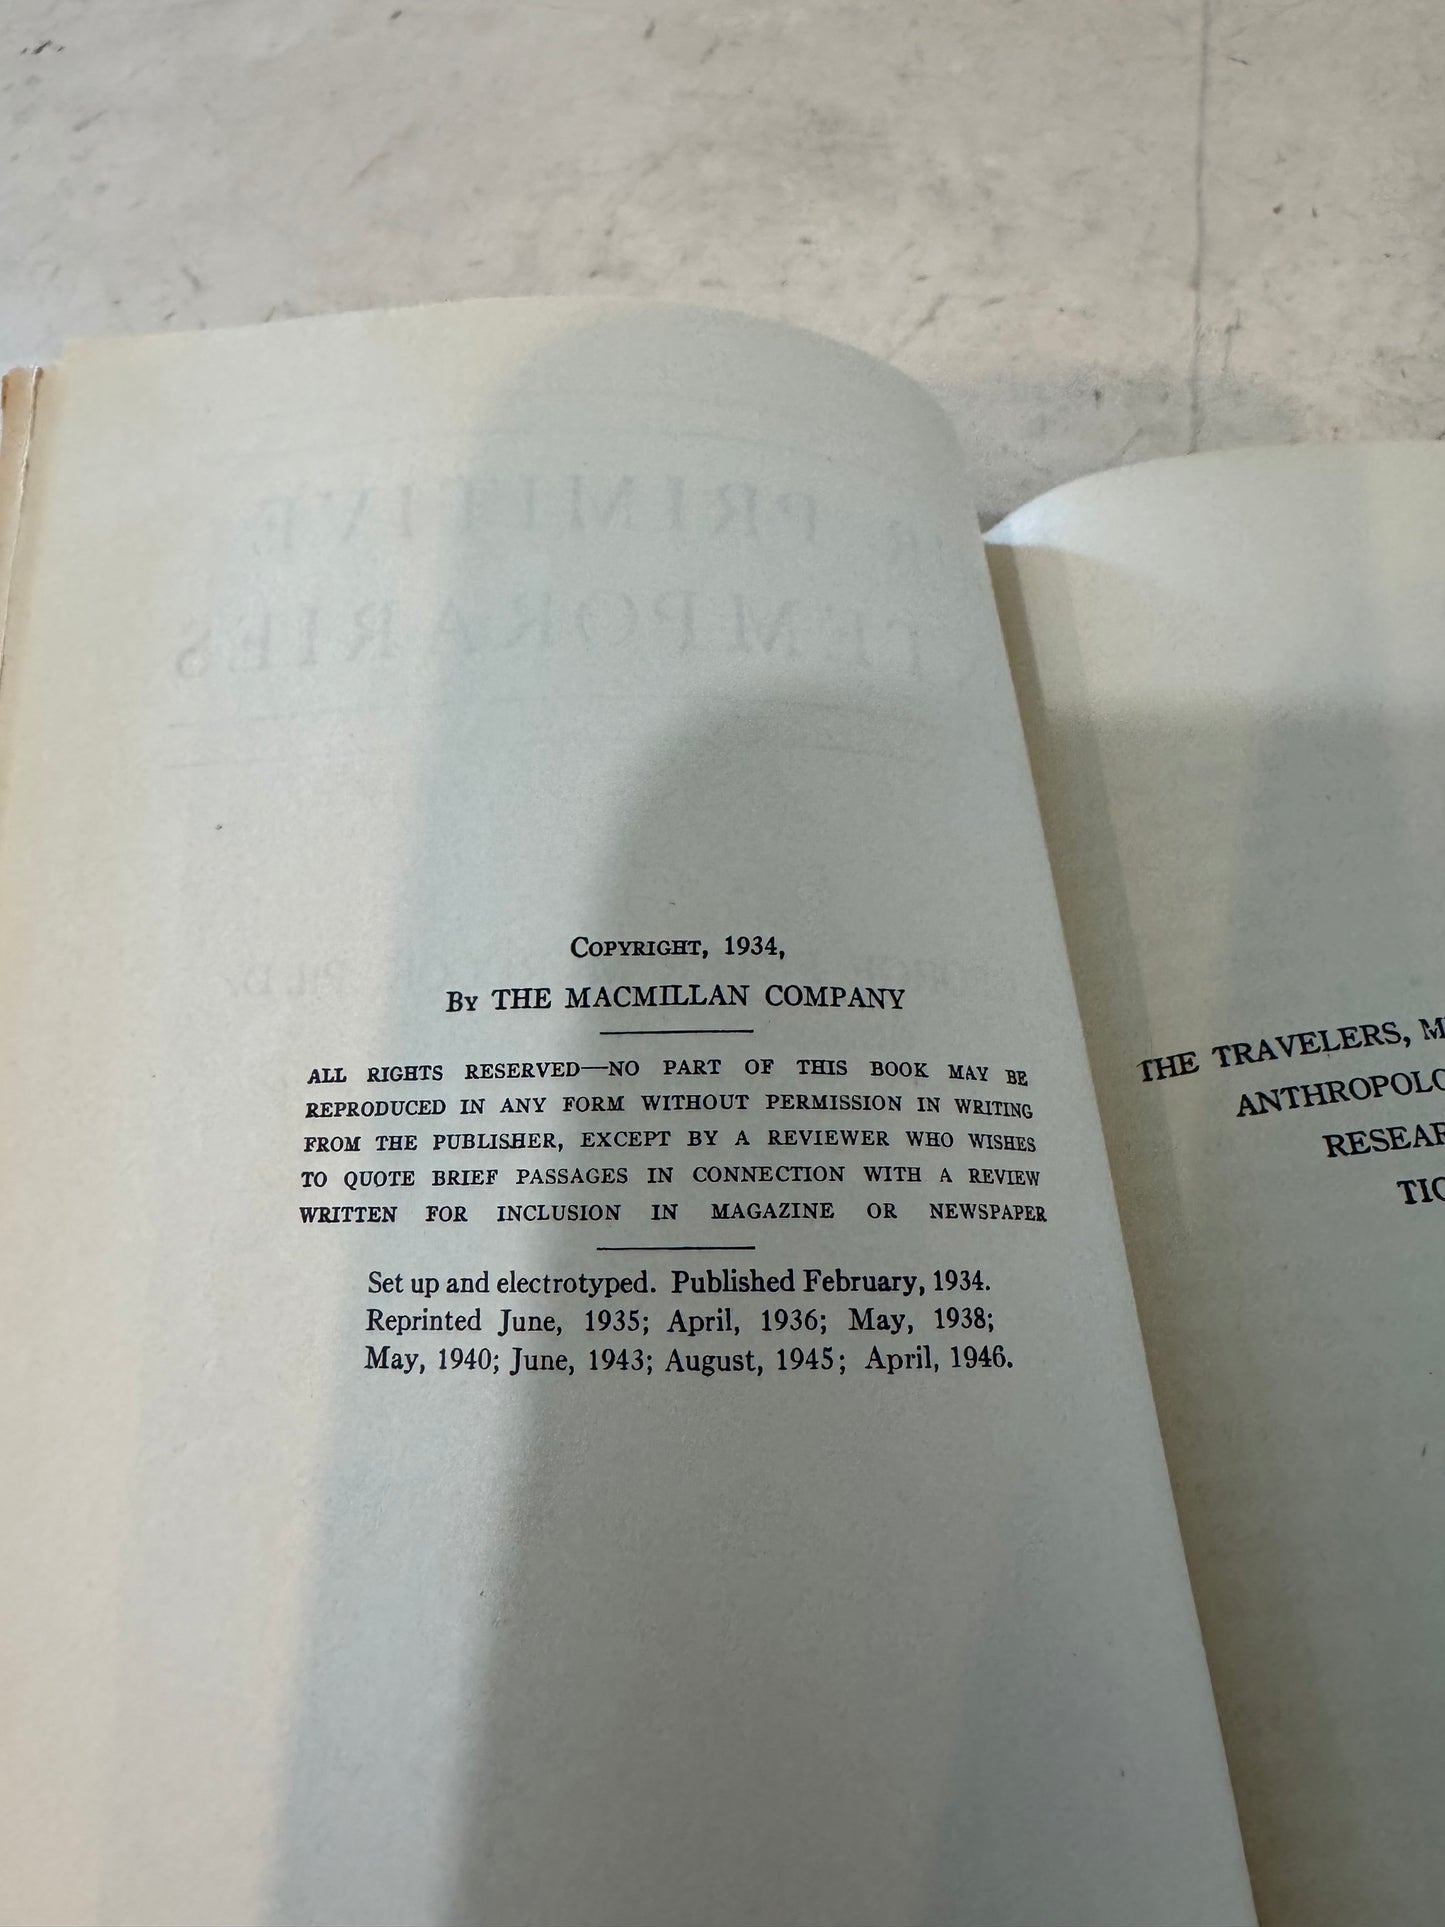 COPYRIGHT, 1934,
BY THE MACMILLAN COMPANY
ALL RIGHTS RESERVED—NO PART OF THIS BOOK MAY BE
REPRODUCED IN ANY FORM WITHOUT PERMISSION IN WRITING
FROM THE PUBLISHER, EXCEPT BY A REVIEWER WHO WISHES
TO QUOTE BRIEF PASSAGES IN CONNECTION WITH A REVIEW
WRITTEN FOR INCLUSION IN MAGAZINE OR NEWSPAPER
Set up and electrotyped. Published February, 1934.
Reprinted June, 1935; April, 1936; May, 1938;
May, 1940; June, 1943; August, 1945; April, 1946.
THE TRAVELERS,